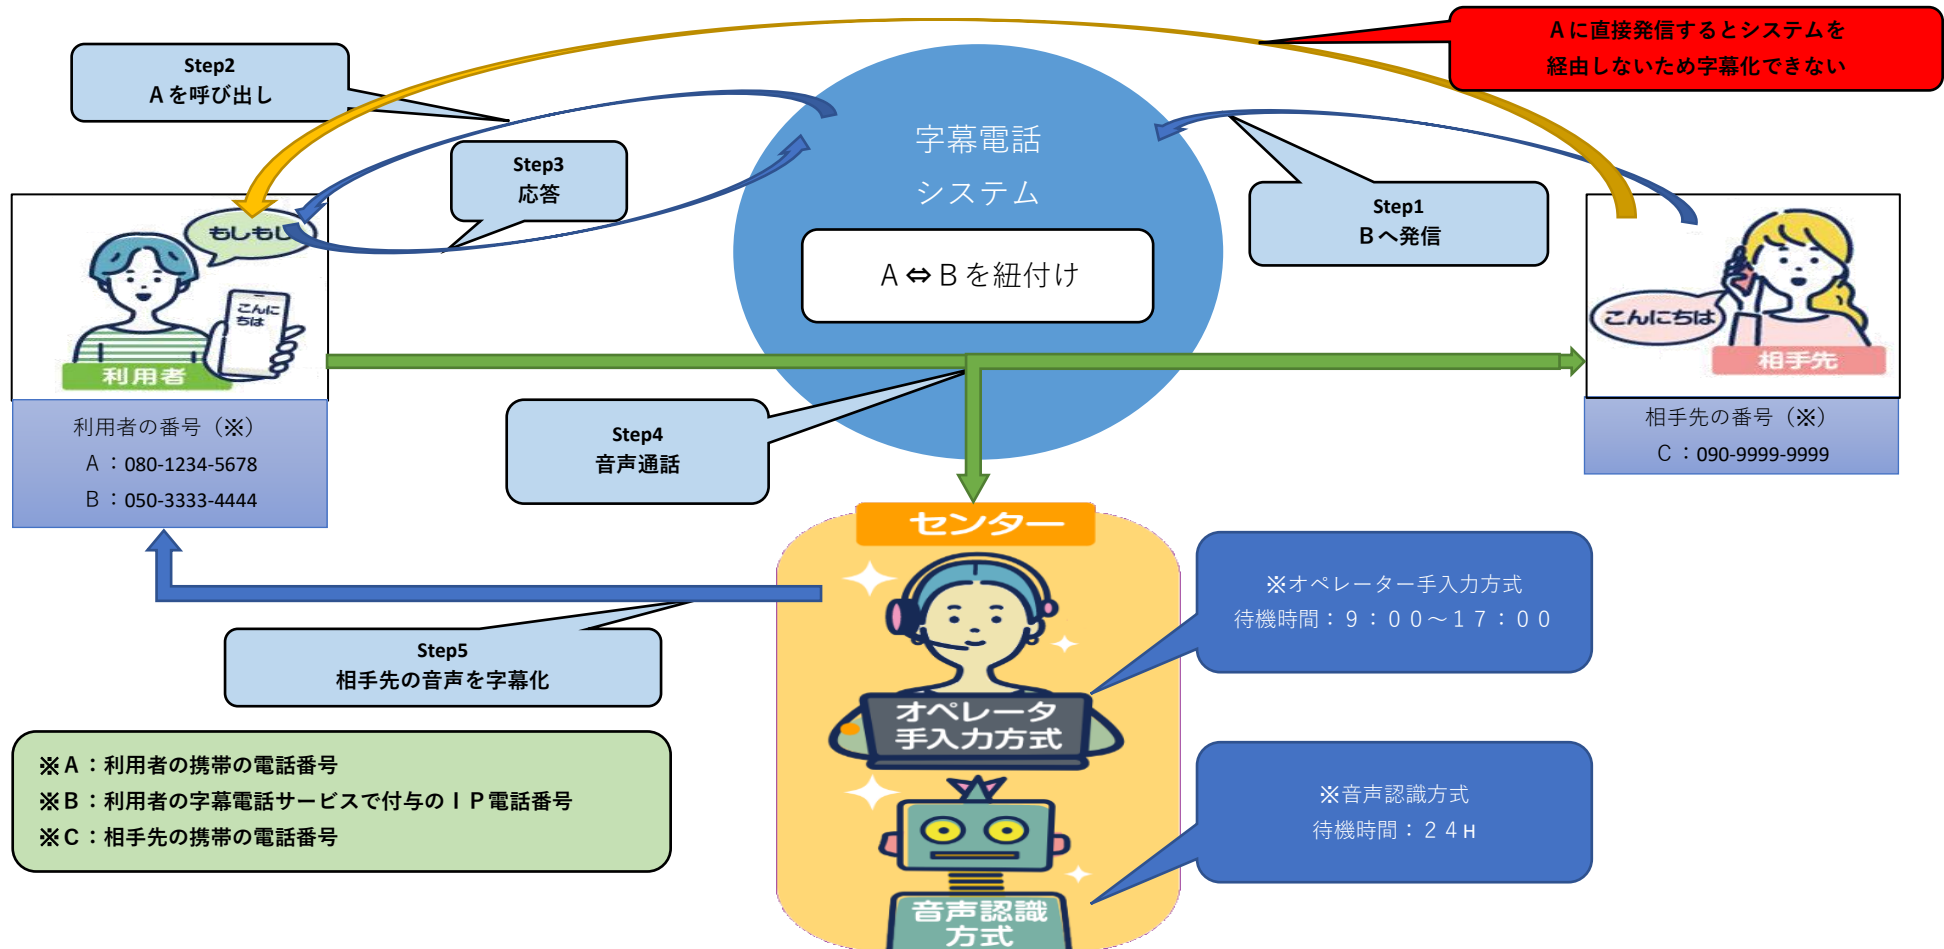 Aに直接発信するとシステムを
経由しないため字幕化できない
Step2
Aを呼び出し
字幕電話
システム
Step3
応答
Step1
Bへ発信
もしもし
A⇔Bを紐付け
こんに
ちは
こんにちは
利用者
相手先
利用者の番号（※）
A：080-1234-5678
B：050-3333-4444
相手先の番号（※）
C：090-9999-9999
Step4
音声通話
センター
※オペレーター手入力方式
待機時間：９：００～１７：００
Step5
相手先の音声を字幕化
オペレータ
手入力方式
※A：利用者の携帯の電話番号
※B：利用者の字幕電話サービスで付与のＩＰ電話番号
※C：相手先の携帯の電話番号
※音声認識方式
待機時間：２４H
音声認識
方式